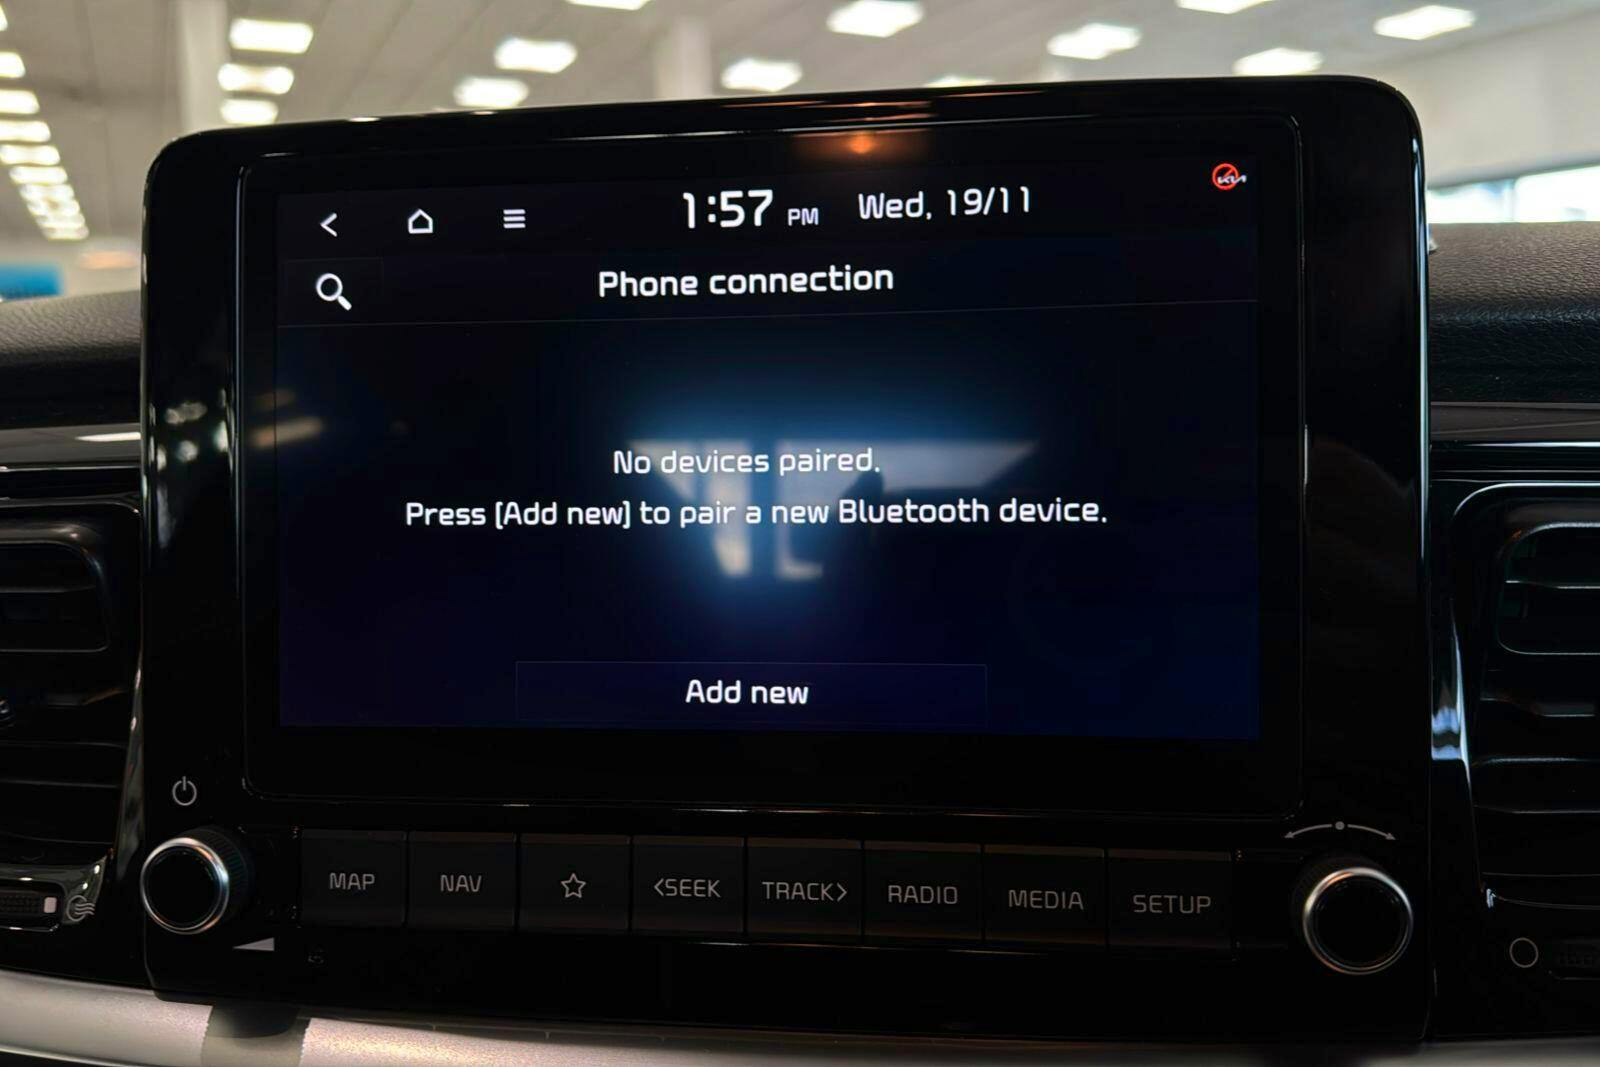 1:57 PM Wed, 19/11
KIA
Phone connection
No devices paired.
Press [Add new] to pair a new Bluetooth device.
Add new
MAP NAV <SEEK TRACK> RADIO MEDIA SETUP